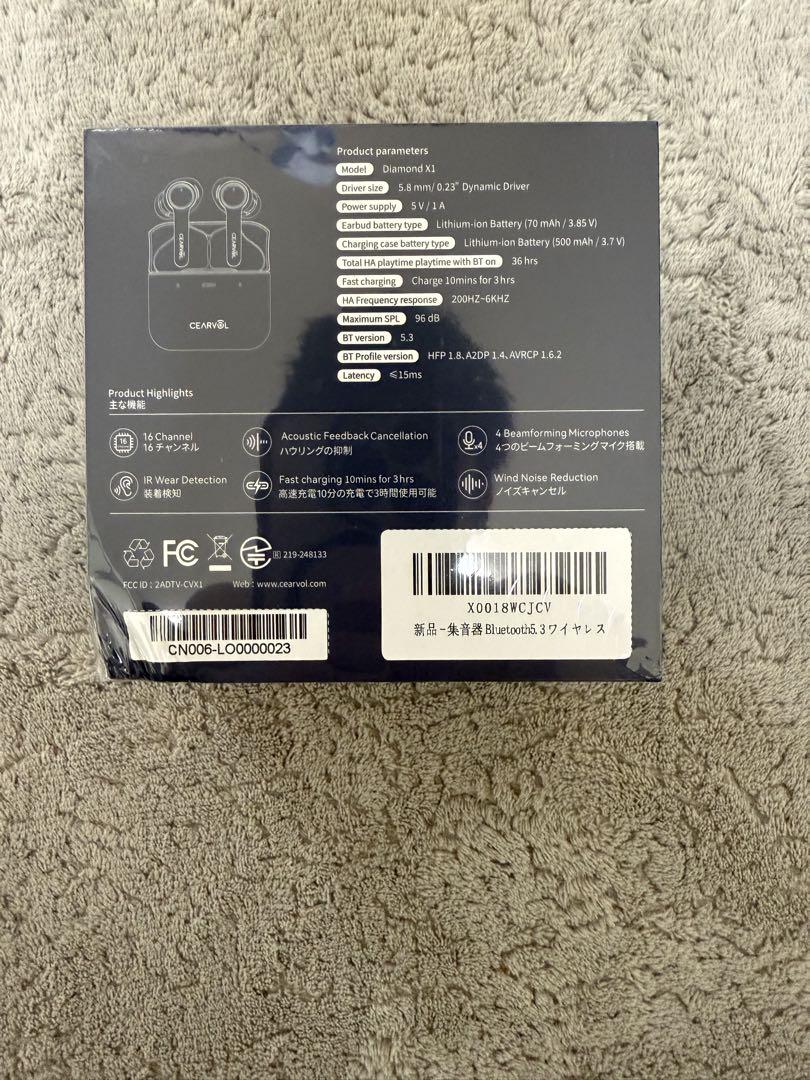 Product parameters
Model Diamond X1
Driver size 5.8 mm/ 0.23" Dynamic Driver
Power supply 5 V / 1 A
Earbud battery type Lithium-ion Battery (70 mAh / 3.85 V)
Charging case battery type Lithium-ion Battery (500 mAh / 3.7 V)
Total HA playtime playtime with BT on 36 hrs
Fast charging Charge 10mins for 3 hrs
HA Frequency response 200HZ~6KHZ
Maximum SPL 96 dB
BT version 5.3
BT Profile version HFP 1.8、A2DP 1.4、AVRCP 1.6.2
Latency ≤15ms
CEARVOL
CEARVOL
CEARVOL
Product Highlights
主な機能
16
16 Channel
16 チャンネル
Acoustic Feedback Cancellation
ハウリングの抑制
x4
4 Beamforming Microphones
4つのビームフォーミングマイク搭載
IR Wear Detection
装着検知
Fast charging 10mins for 3 hrs
高速充電10分の充電で3時間使用可能
Wind Noise Reduction
ノイズキャンセル
FC
R 219-248133
FCC ID : 2ADTV-CVX1
Web : www.cearvol.com
CN006-LO0000023
X0018WCJCV
新品 - 集音器 Bluetooth5.3 ワイヤレス